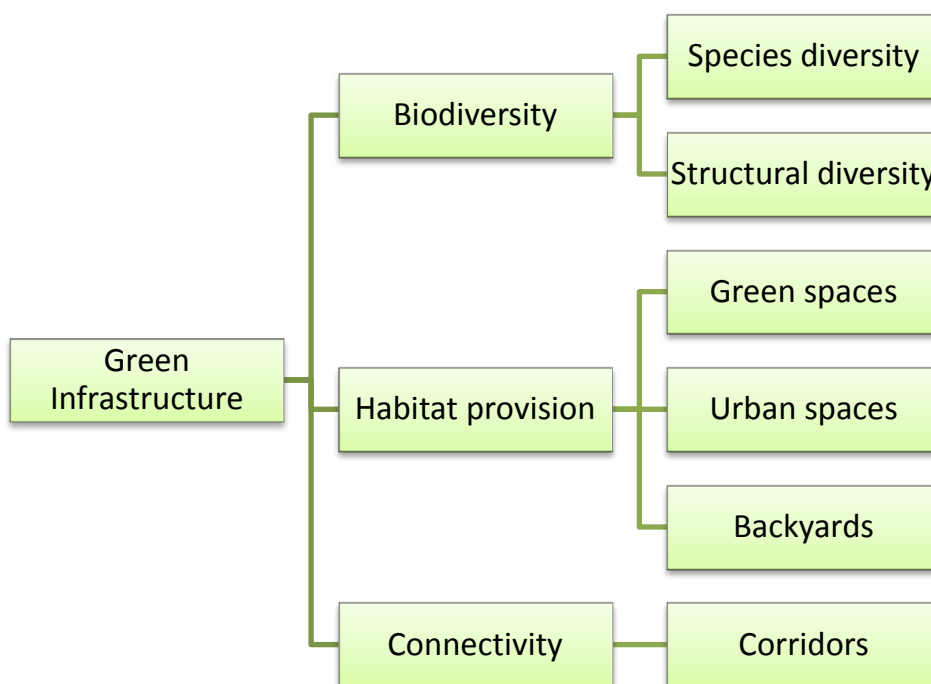 Green
Infrastructure
Biodiversity
Species diversity
Structural diversity
Habitat provision
Green spaces
Urban spaces
Backyards
Connectivity
Corridors